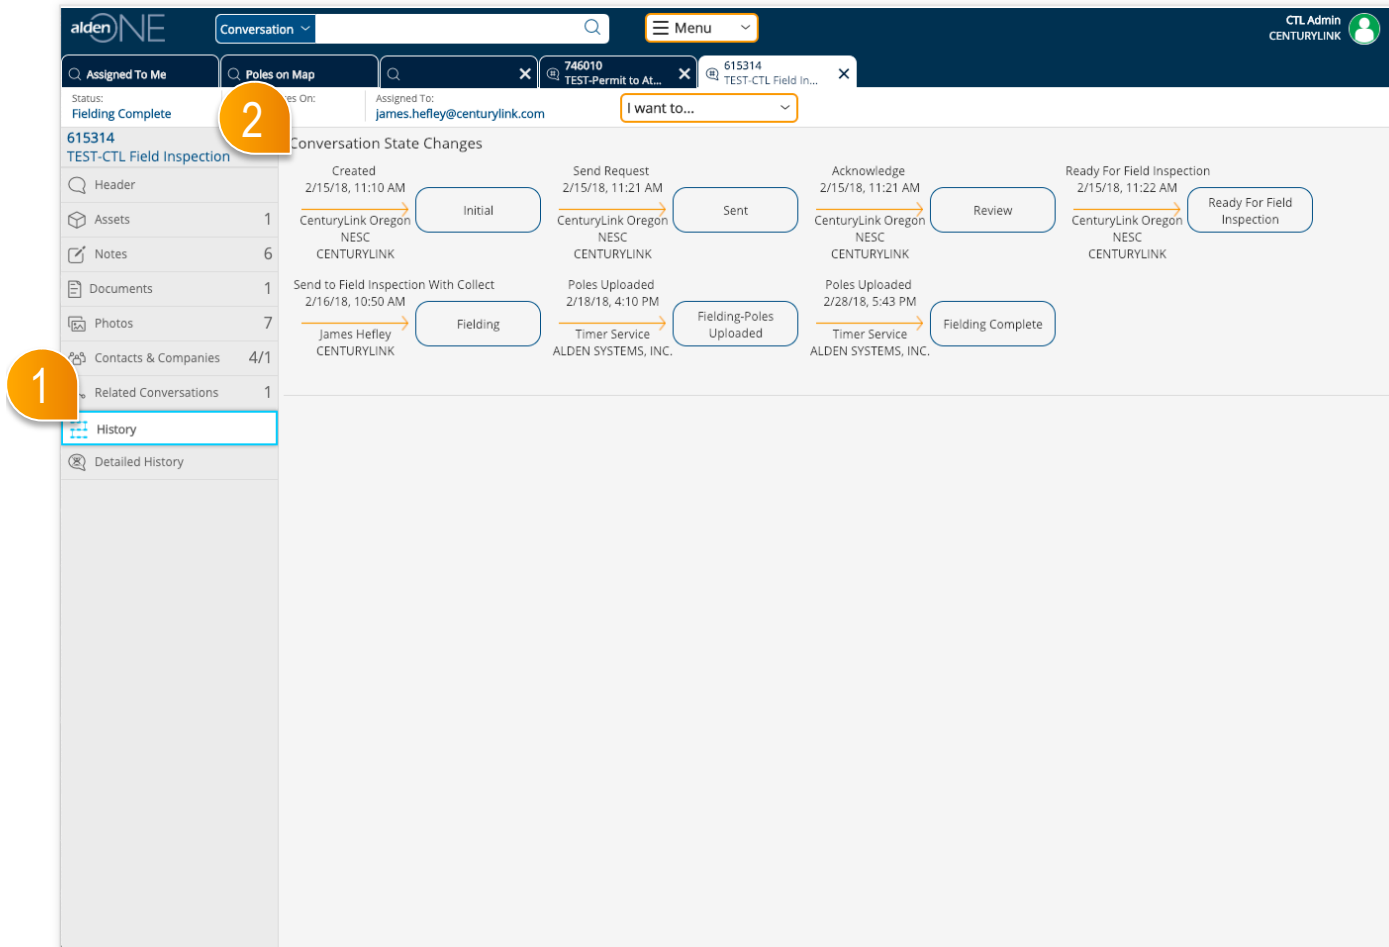 alden ONE
Conversation
Menu
CTL Admin
CENTURYLINK
Assigned To Me
Poles on Map
746010
TEST-Permit to At...
615314
TEST-CTL Field In...
Status:
Fielding Complete
On:
Assigned To:
james.hefley@centurylink.com
I want to...
1
2
615314
TEST-CTL Field Inspection
Header
Assets 1
Notes 6
Documents 1
Photos 7
Contacts & Companies 4/1
Related Conversations 1
History
Detailed History
Conversation State Changes
Created
2/15/18, 11:10 AM
CenturyLink Oregon
NESC
CENTURYLINK
Initial
Send Request
2/15/18, 11:21 AM
CenturyLink Oregon
NESC
CENTURYLINK
Sent
Acknowledge
2/15/18, 11:21 AM
CenturyLink Oregon
NESC
CENTURYLINK
Review
Ready For Field Inspection
2/15/18, 11:22 AM
CenturyLink Oregon
NESC
CENTURYLINK
Ready For Field
Inspection
Send to Field Inspection With Collect
2/16/18, 10:50 AM
James Hefley
CENTURYLINK
Fielding
Poles Uploaded
2/18/18, 4:10 PM
Timer Service
ALDEN SYSTEMS, INC.
Fielding-Poles
Uploaded
Poles Uploaded
2/28/18, 5:43 PM
Timer Service
ALDEN SYSTEMS, INC.
Fielding Complete